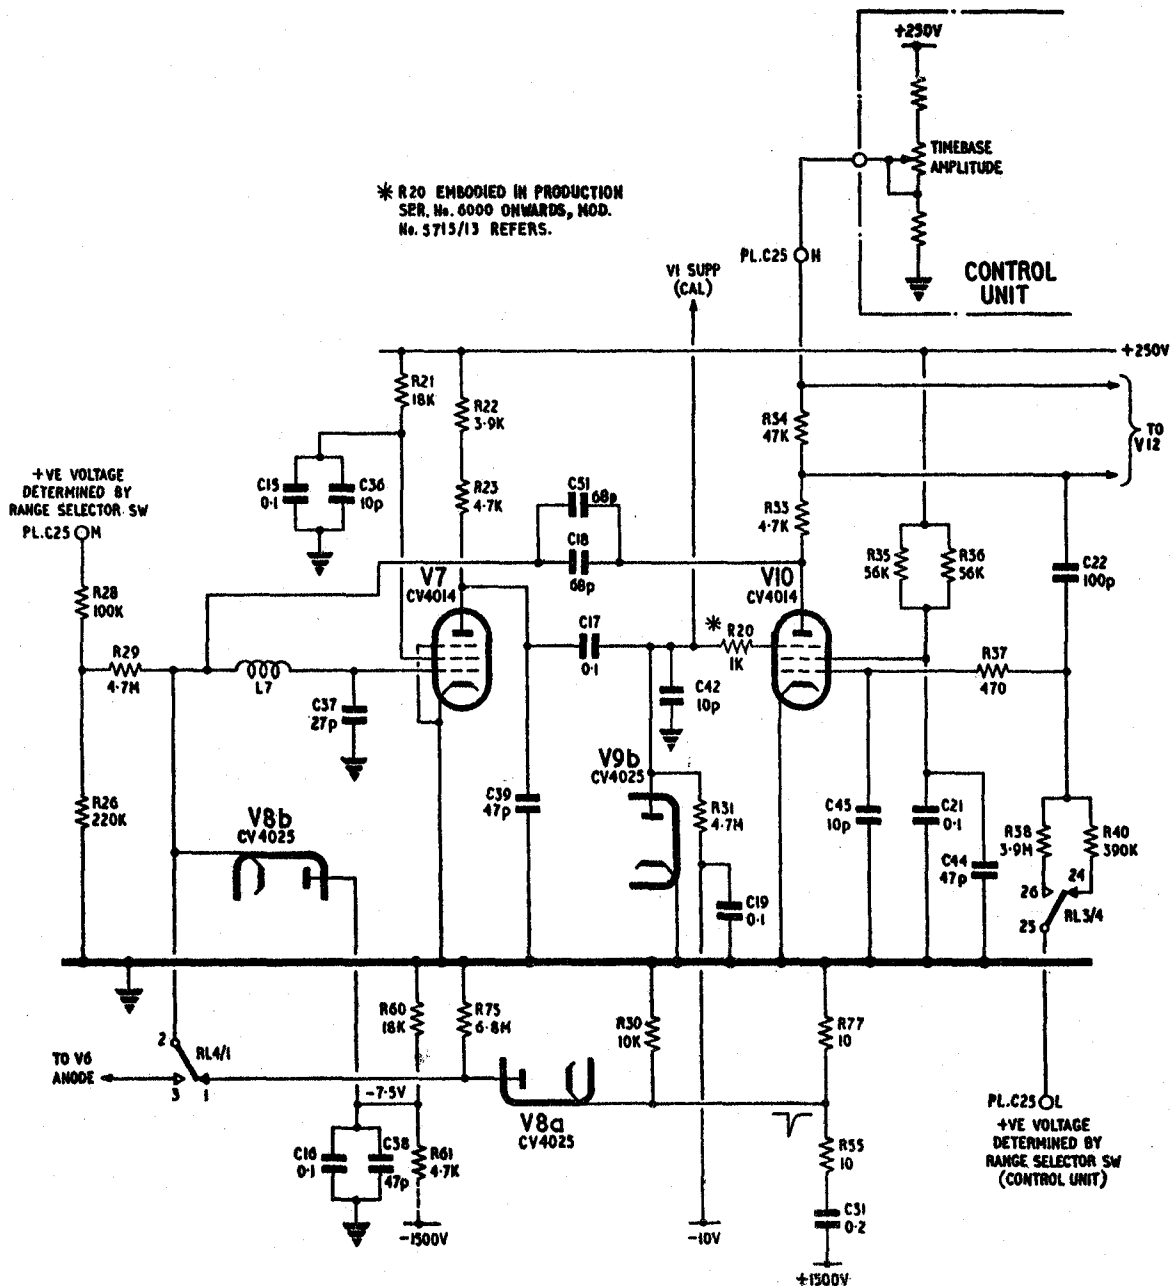 +250V
TIMEBASE
AMPLITUDE
* R20 EMBODIED IN PRODUCTION
SER. No. 6000 ONWARDS, MOD.
No. 5715/13 REFERS.
PL.C25 H
CONTROL
UNIT
V1 SUPP
(CAL)
+250V
R21
18K
R22
3·9K
R34
47K
TO
V12
+VE VOLTAGE
DETERMINED BY
RANGE SELECTOR SW
PL.C25 M
C15
0·1
C36
10p
R23
4·7K
C51
68p
C18
68p
R33
4·7K
R35
56K
R36
56K
C22
100p
R28
100K
V7
CV4014
V10
CV4014
C17
0·1
* R20
1K
R29
4·7M
L7
R37
470
C37
27p
C42
10p
V9b
CV4025
R26
220K
V8b
CV4025
C39
47p
R31
4·7M
C45
10p
C21
0·1
C44
47p
R38
3·9M
R40
390K
C19
0·1
26
24
25
RL3/4
R60
18K
R75
6·8M
R30
10K
R77
10
2
RL4/1
TO V6
ANODE
3
1
-7·5V
V8a
CV4025
PL.C25 L
+VE VOLTAGE
DETERMINED BY
RANGE SELECTOR SW
(CONTROL UNIT)
C16
0·1
C38
47p
R61
4·7K
R55
10
C31
0·2
-1500V
-10V
+1500V